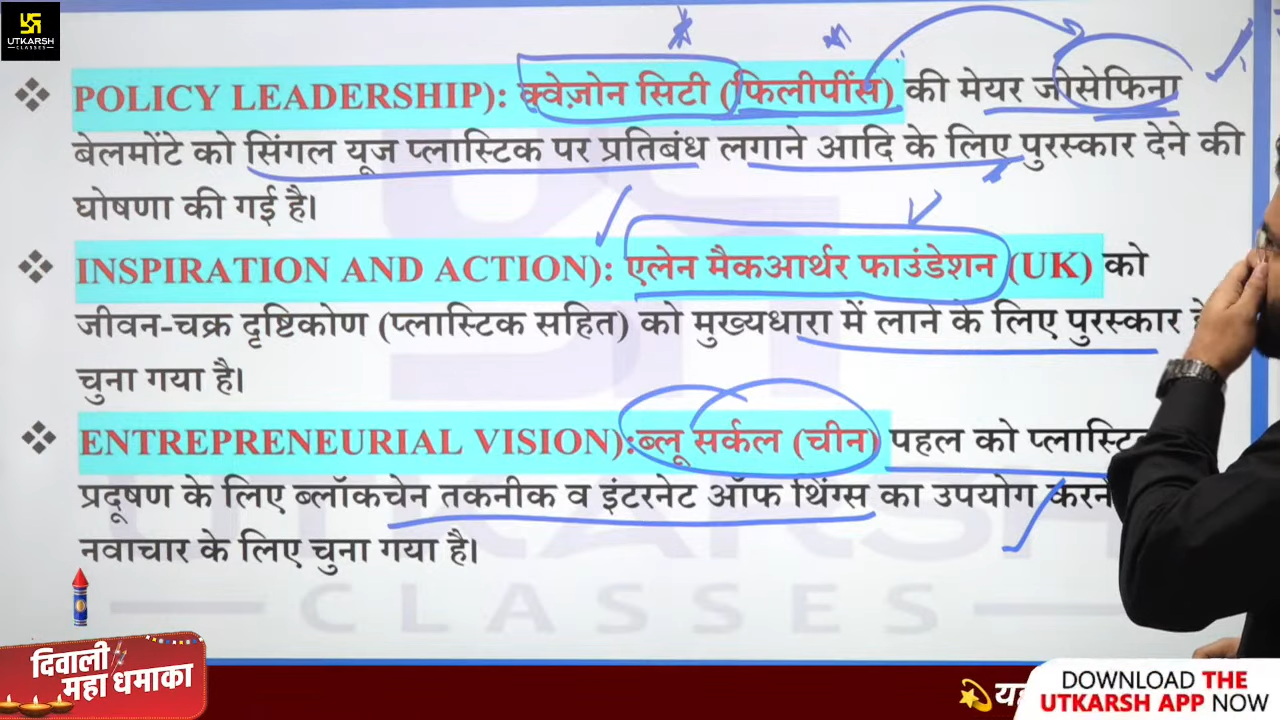 UTKARSH
CLASSES
POLICY LEADERSHIP): क्वेज़ोन सिटी (फिलीपींस) की मेयर जोसेफिना
बेलमोंटे को सिंगल यूज प्लास्टिक पर प्रतिबंध लगाने आदि के लिए पुरस्कार देने की
घोषणा की गई है।
INSPIRATION AND ACTION): एलेन मैकआर्थर फाउंडेशन (UK) को
जीवन-चक्र दृष्टिकोण (प्लास्टिक सहित) को मुख्यधारा में लाने के लिए पुरस्कार
चुना गया है।
ENTREPRENEURIAL VISION):ब्लू सर्कल (चीन) पहल को
प्रदूषण के लिए ब्लॉकचेन तकनीक व इंटरनेट ऑफ थिंग्स का उपयोग
नवाचार के लिए चुना गया है।
UTKARSH
CLASSES
दिवाली
महा धमाका
DOWNLOAD THE
UTKARSH APP NOW